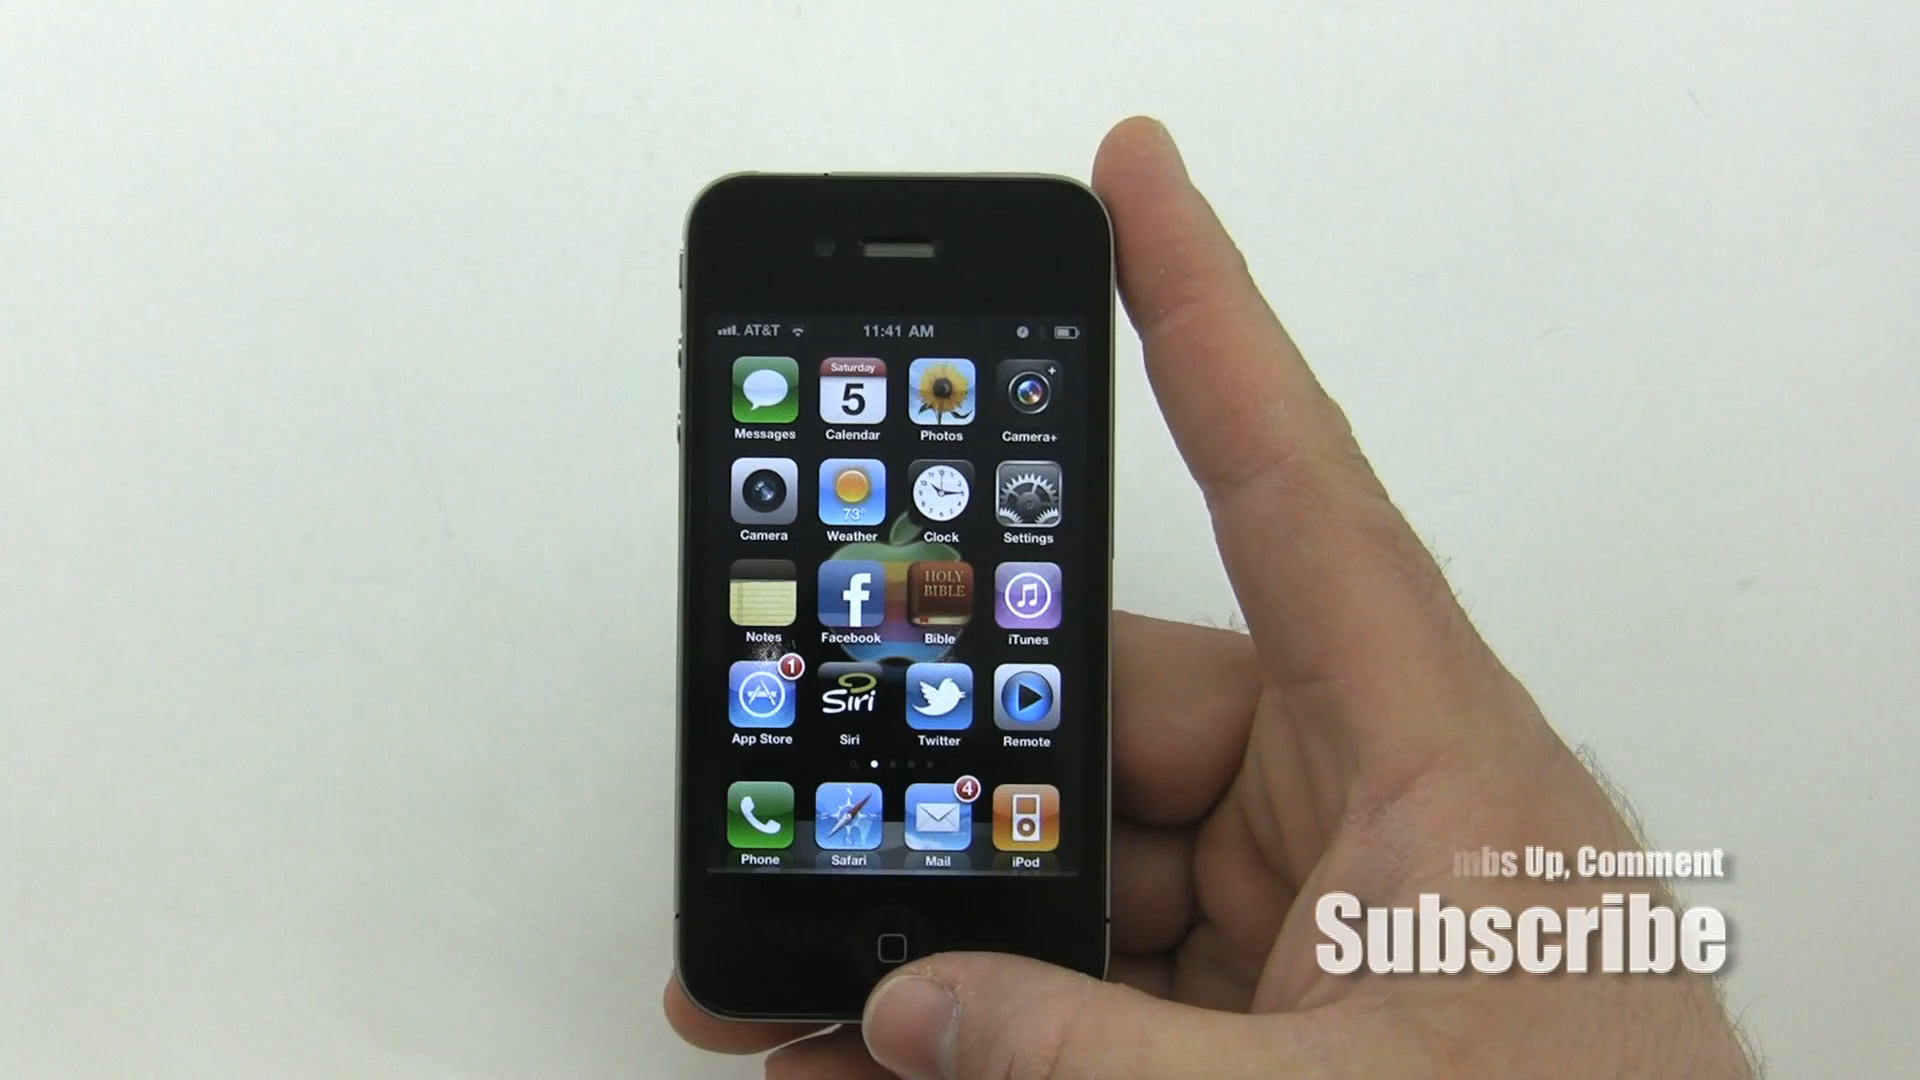 AT&T 11:41 AM
Saturday
5
Messages Calendar Photos Camera+
73°
Camera Weather Clock Settings
HOLY
BIBLE
Notes Facebook Bible iTunes
1
Siri
App Store Siri Twitter Remote
4
Phone Safari Mail iPod
mbs Up, Comment
Subscribe